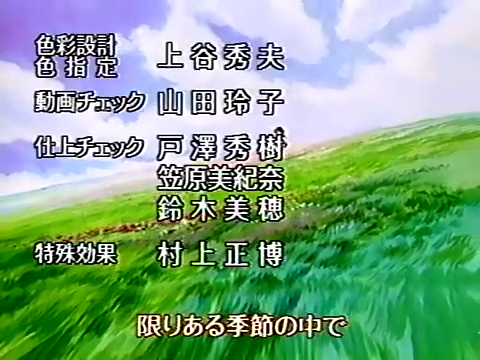 色彩設計
色指定 上谷秀夫
動画チェック 山田玲子
仕上チェック 戸澤秀樹
笠原美紀奈
鈴木美穂
特殊効果 村上正博
限りある季節の中で